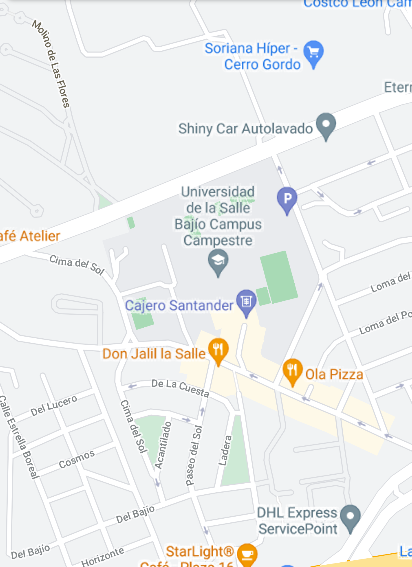 Costco León Cam
Molino de Las Flores
Soriana Híper -
Cerro Gordo
Etern
Shiny Car Autolavado
P
Universidad
de la Salle
Bajío Campus
Campestre
afé Atelier
Cima del Sol
Loma del
Cajero Santander
Loma del Po
Don Jalil la Salle
Ola Pizza
De La Cuesta
Calle Estrella Boreal
Del Lucero
Cima del Sol
Acantilado
Paseo del Sol
Ladera
Cosmos
Del Bajío
DHL Express
ServicePoint
Del Bajío
Horizonte
StarLight®
Café - Plaza 16
La